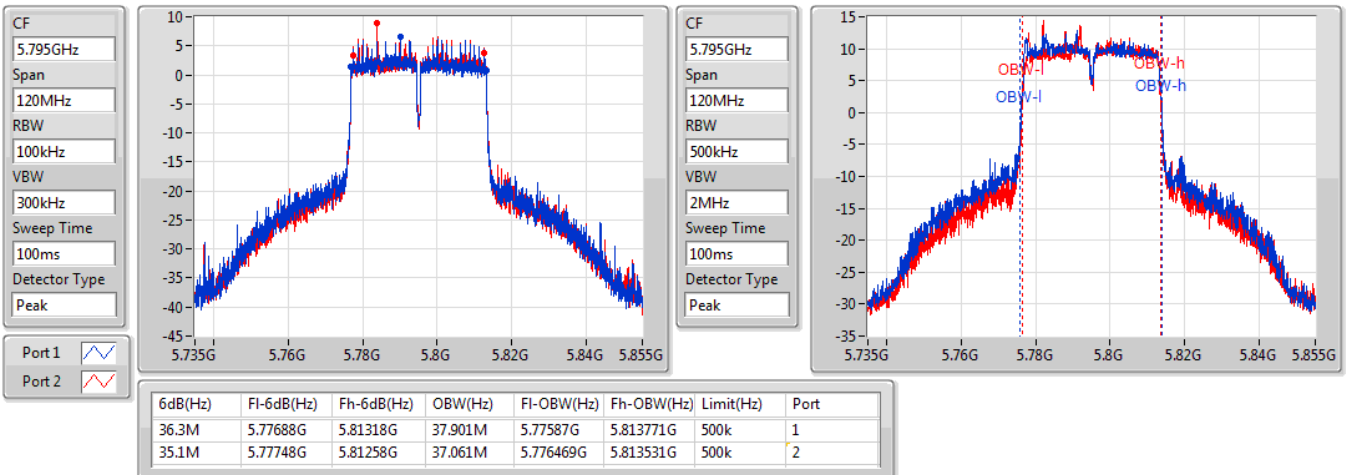 CF
5.795GHz
Span
120MHz
RBW
100kHz
VBW
300kHz
Sweep Time
100ms
Detector Type
Peak
Port 1
Port 2
10
5
0
-5
-10
-15
-20
-25
-30
-35
-40
-45
5.735G 5.76G 5.78G 5.8G 5.82G 5.84G 5.855G
CF
5.795GHz
Span
120MHz
RBW
500kHz
VBW
2MHz
Sweep Time
100ms
Detector Type
Peak
15
10
5
0
-5
-10
-15
-20
-25
-30
-35
OBW-l OBW-h
OBW-l OBW-h
5.735G 5.76G 5.78G 5.8G 5.82G 5.84G 5.855G
6dB(Hz) Fl-6dB(Hz) Fh-6dB(Hz) OBW(Hz) Fl-OBW(Hz) Fh-OBW(Hz) Limit(Hz) Port
36.3M 5.77688G 5.81318G 37.901M 5.77587G 5.813771G 500k 1
35.1M 5.77748G 5.81258G 37.061M 5.776469G 5.813531G 500k 2